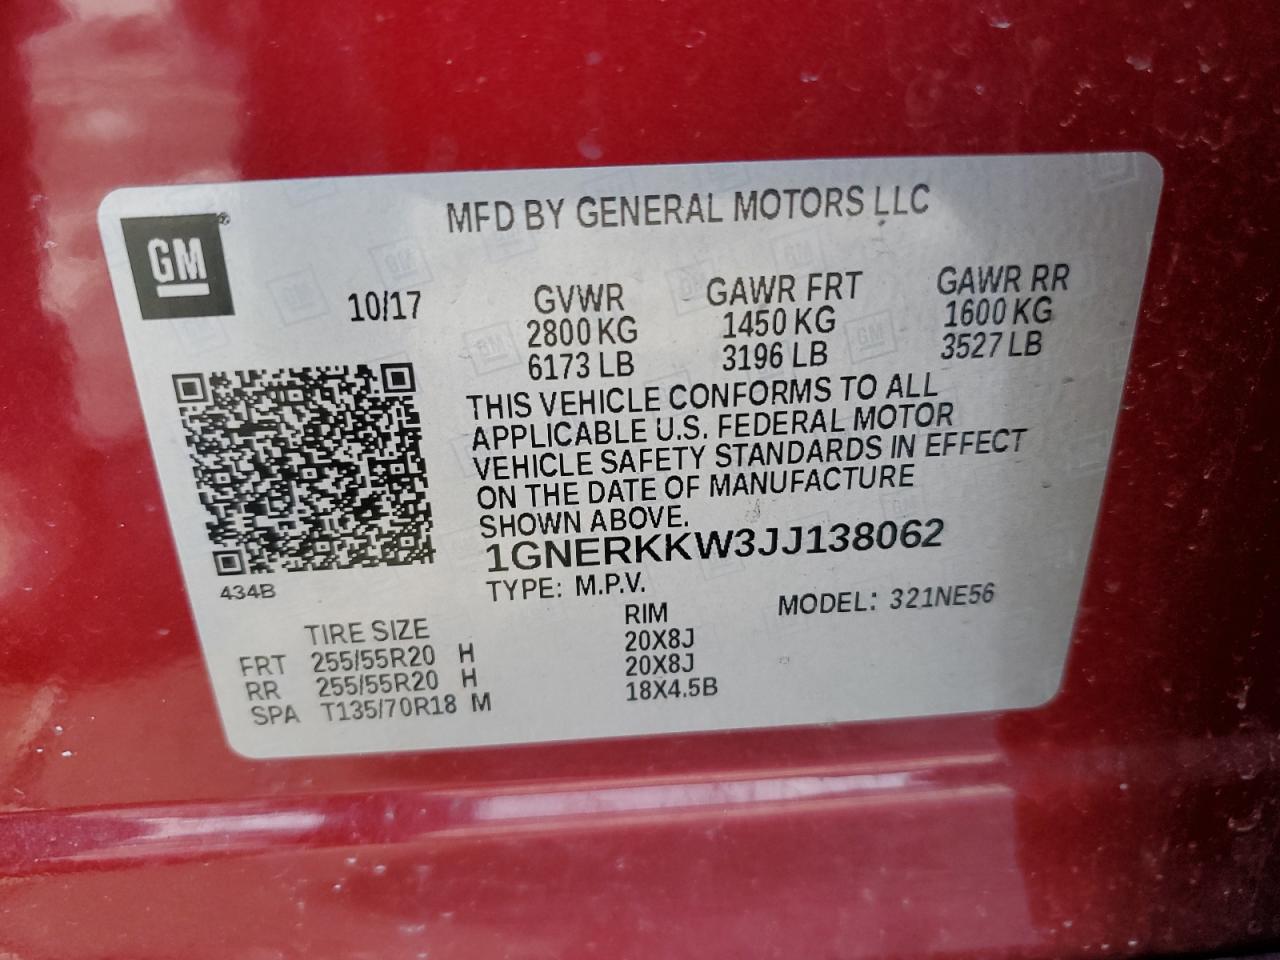 MFD BY GENERAL MOTORS LLC
GM®
10/17
GVWR GAWR FRT GAWR RR
2800 KG 1450 KG 1600 KG
6173 LB 3196 LB 3527 LB
THIS VEHICLE CONFORMS TO ALL
APPLICABLE U.S. FEDERAL MOTOR
VEHICLE SAFETY STANDARDS IN EFFECT
ON THE DATE OF MANUFACTURE
SHOWN ABOVE.
1GNERKKW3JJ138062
434B
TYPE: M.P.V. MODEL: 321NE56
TIRE SIZE RIM
FRT 255/55R20 H 20X8J
RR 255/55R20 H 20X8J
SPA T135/70R18 M 18X4.5B